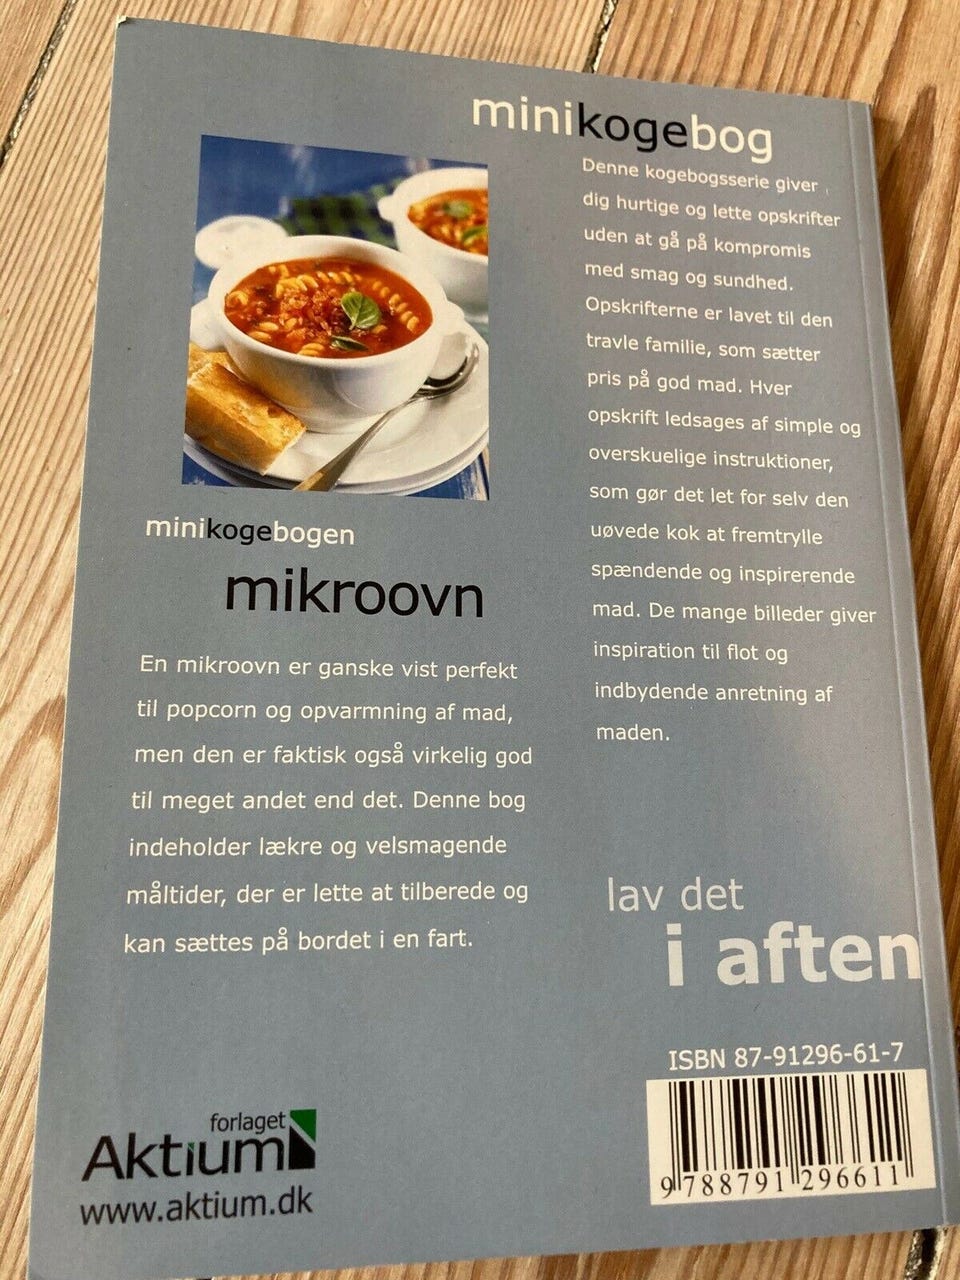 minikogebog
Denne kogebogsserie giver
dig hurtige og lette opskrifter
uden at gå på kompromis
med smag og sundhed.
Opskrifterne er lavet til den
travle familie, som sætter
pris på god mad. Hver
opskrift ledsages af simple og
overskuelige instruktioner,
som gør det let for selv den
uøvede kok at fremtrylle
spændende og inspirerende
mad. De mange billeder giver
inspiration til flot og
indbydende anretning af
maden.
minikogebogen
mikroovn
En mikroovn er ganske vist perfekt
til popcorn og opvarmning af mad,
men den er faktisk også virkelig god
til meget andet end det. Denne bog
indeholder lækre og velsmagende
måltider, der er lette at tilberede og
kan sættes på bordet i en fart.
lav det
i aften
ISBN 87-91296-61-7
9 788791 296611
forlaget
Aktium
www.aktium.dk